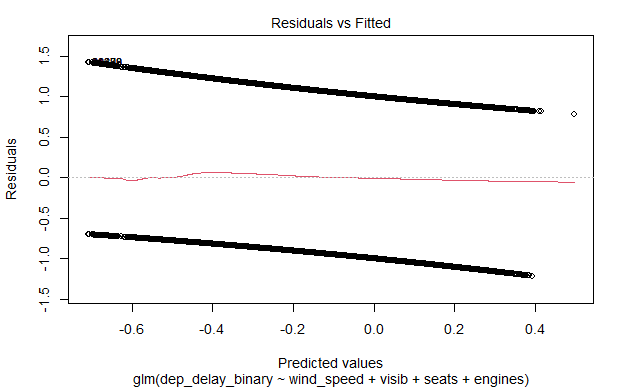 Residuals vs Fitted
Residuals
1.5
1.0
0.5
0.0
-0.5
-1.0
-1.5
-0.6 -0.4 -0.2 0.0 0.2 0.4
Predicted values
glm(dep_delay_binary ~ wind_speed + visib + seats + engines)